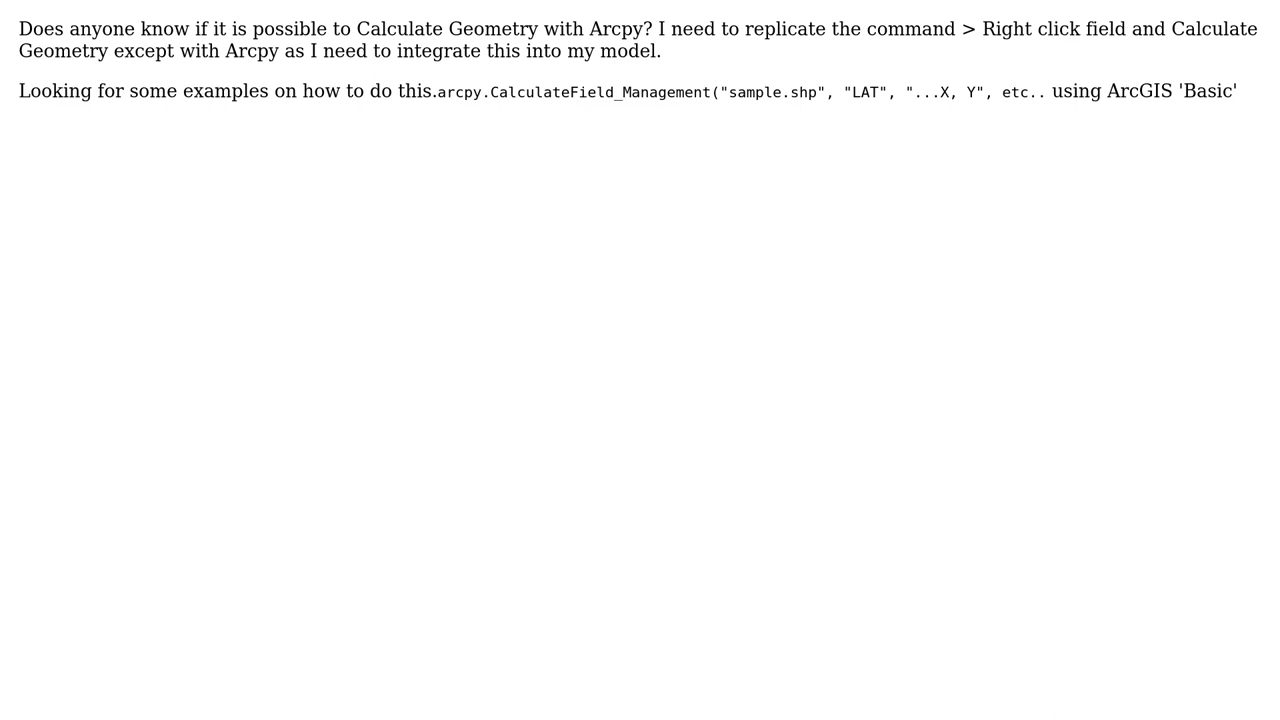 Does anyone know if it is possible to Calculate Geometry with Arcpy? I need to replicate the command > Right click field and Calculate
Geometry except with Arcpy as I need to integrate this into my model.
Looking for some examples on how to do this.arcpy.CalculateField_Management("sample.shp", "LAT", "...X, Y", etc.. using ArcGIS 'Basic'